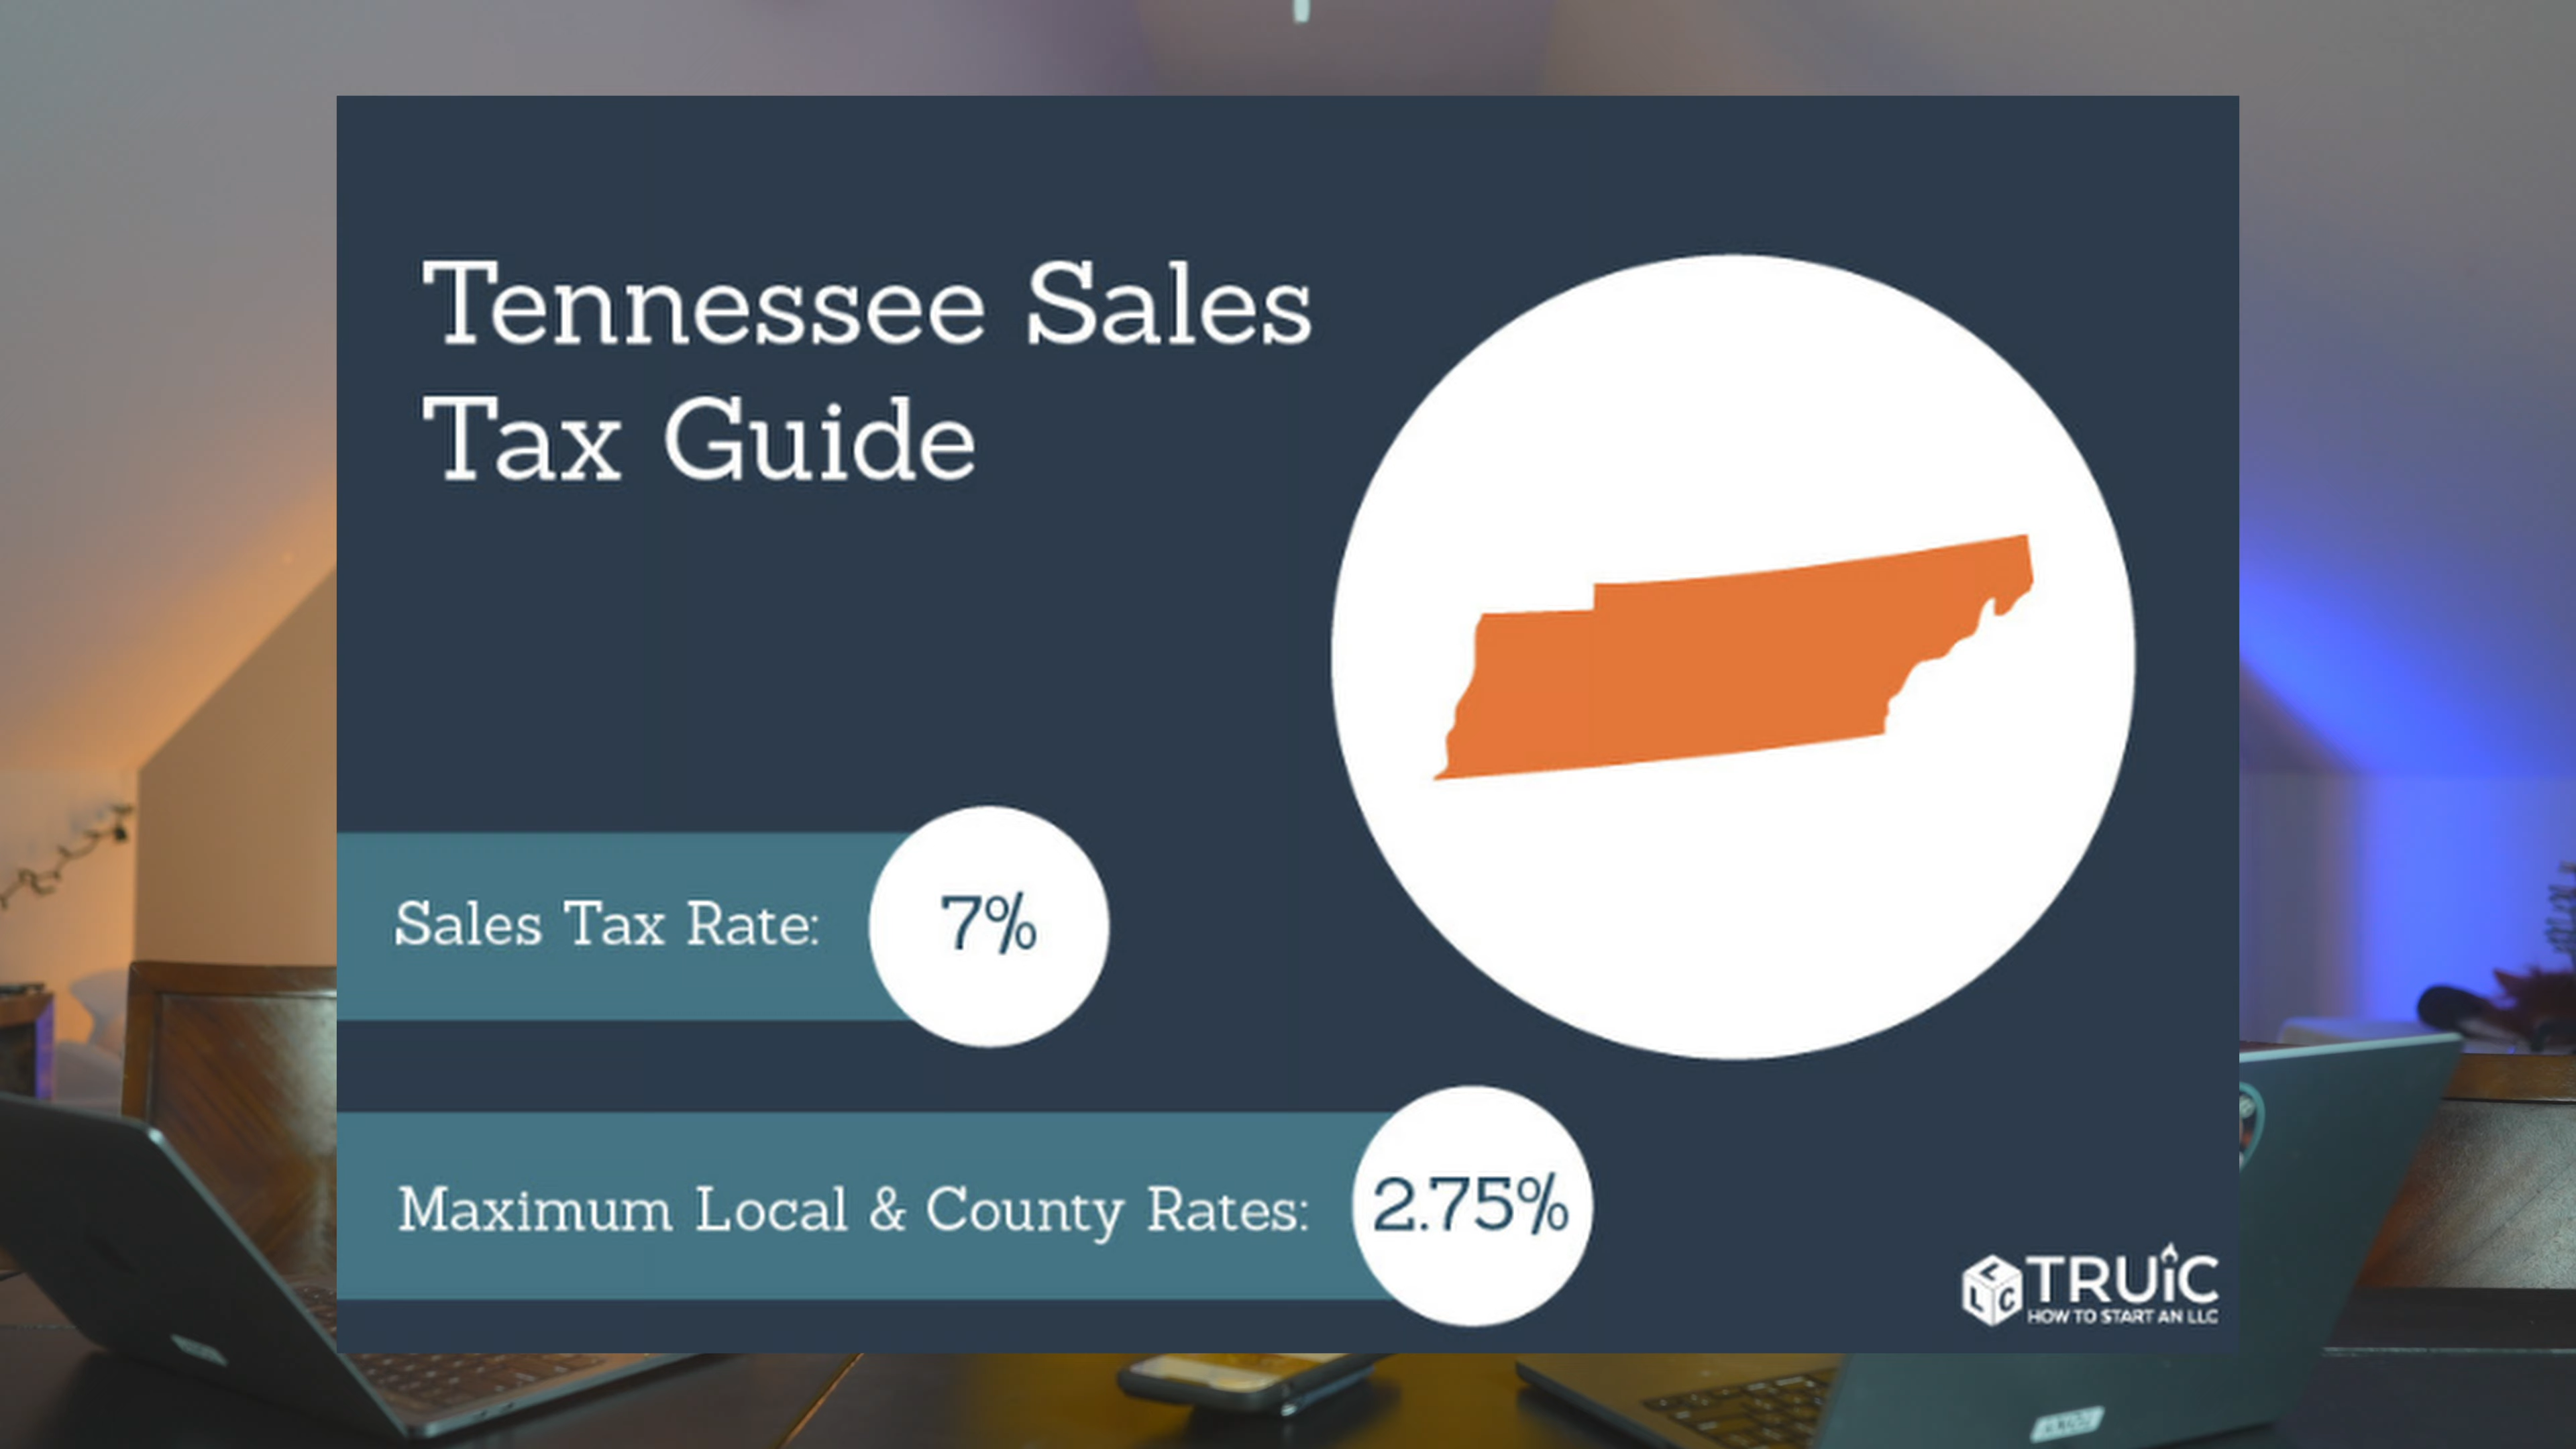 Tennessee Sales
Tax Guide
Sales Tax Rate:
7%
Maximum Local & County Rates:
2.75%
L
L C
TRUiC
HOW TO START AN LLC